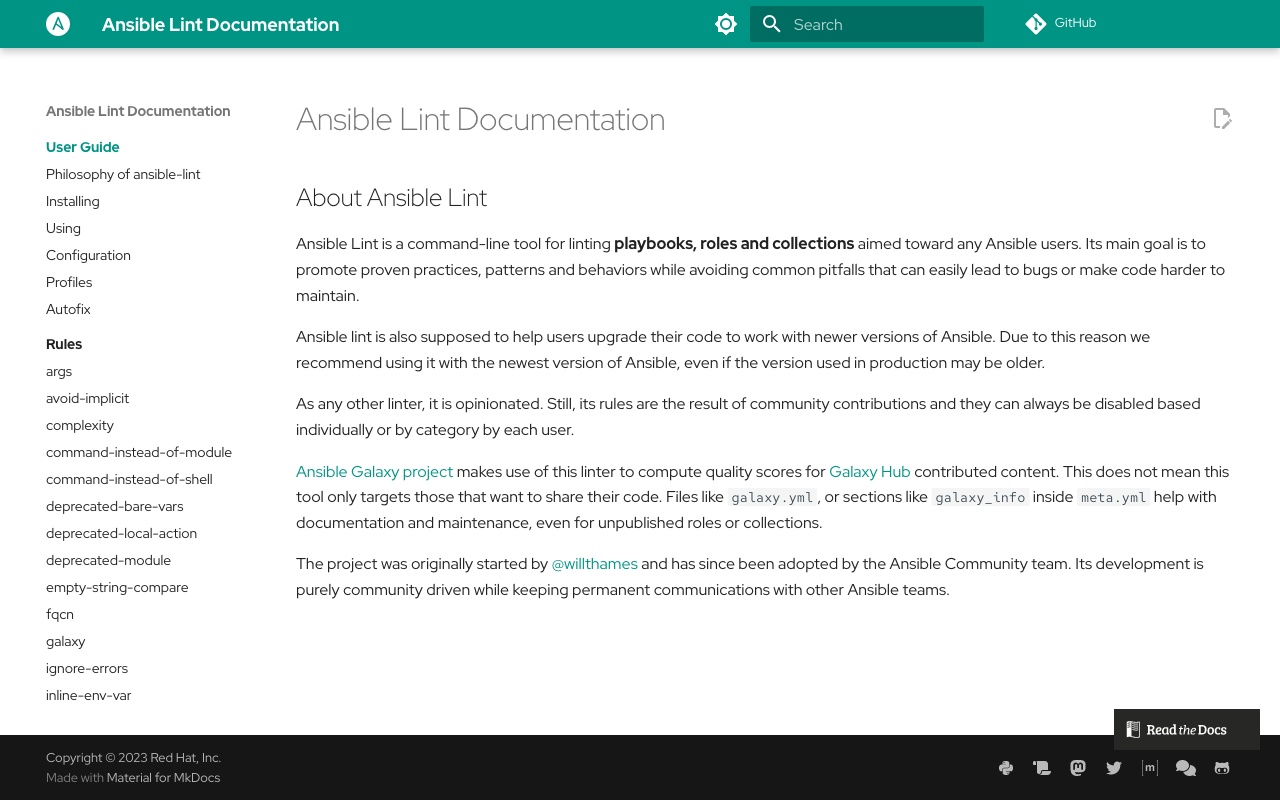 Ansible Lint Documentation
Search
GitHub
Ansible Lint Documentation
User Guide
Philosophy of ansible-lint
Installing
Using
Configuration
Profiles
Autofix
Rules
args
avoid-implicit
complexity
command-instead-of-module
command-instead-of-shell
deprecated-bare-vars
deprecated-local-action
deprecated-module
empty-string-compare
fqcn
galaxy
ignore-errors
inline-env-var
Ansible Lint Documentation
About Ansible Lint
Ansible Lint is a command-line tool for linting playbooks, roles and collections aimed toward any Ansible users. Its main goal is to
promote proven practices, patterns and behaviors while avoiding common pitfalls that can easily lead to bugs or make code harder to
maintain.
Ansible lint is also supposed to help users upgrade their code to work with newer versions of Ansible. Due to this reason we
recommend using it with the newest version of Ansible, even if the version used in production may be older.
As any other linter, it is opinionated. Still, its rules are the result of community contributions and they can always be disabled based
individually or by category by each user.
Ansible Galaxy project makes use of this linter to compute quality scores for Galaxy Hub contributed content. This does not mean this
tool only targets those that want to share their code. Files like galaxy.yml, or sections like galaxy_info inside meta.yml help with
documentation and maintenance, even for unpublished roles or collections.
The project was originally started by @willthames and has since been adopted by the Ansible Community team. Its development is
purely community driven while keeping permanent communications with other Ansible teams.
Read the Docs
Copyright © 2023 Red Hat, Inc.
Made with Material for MkDocs
[m]